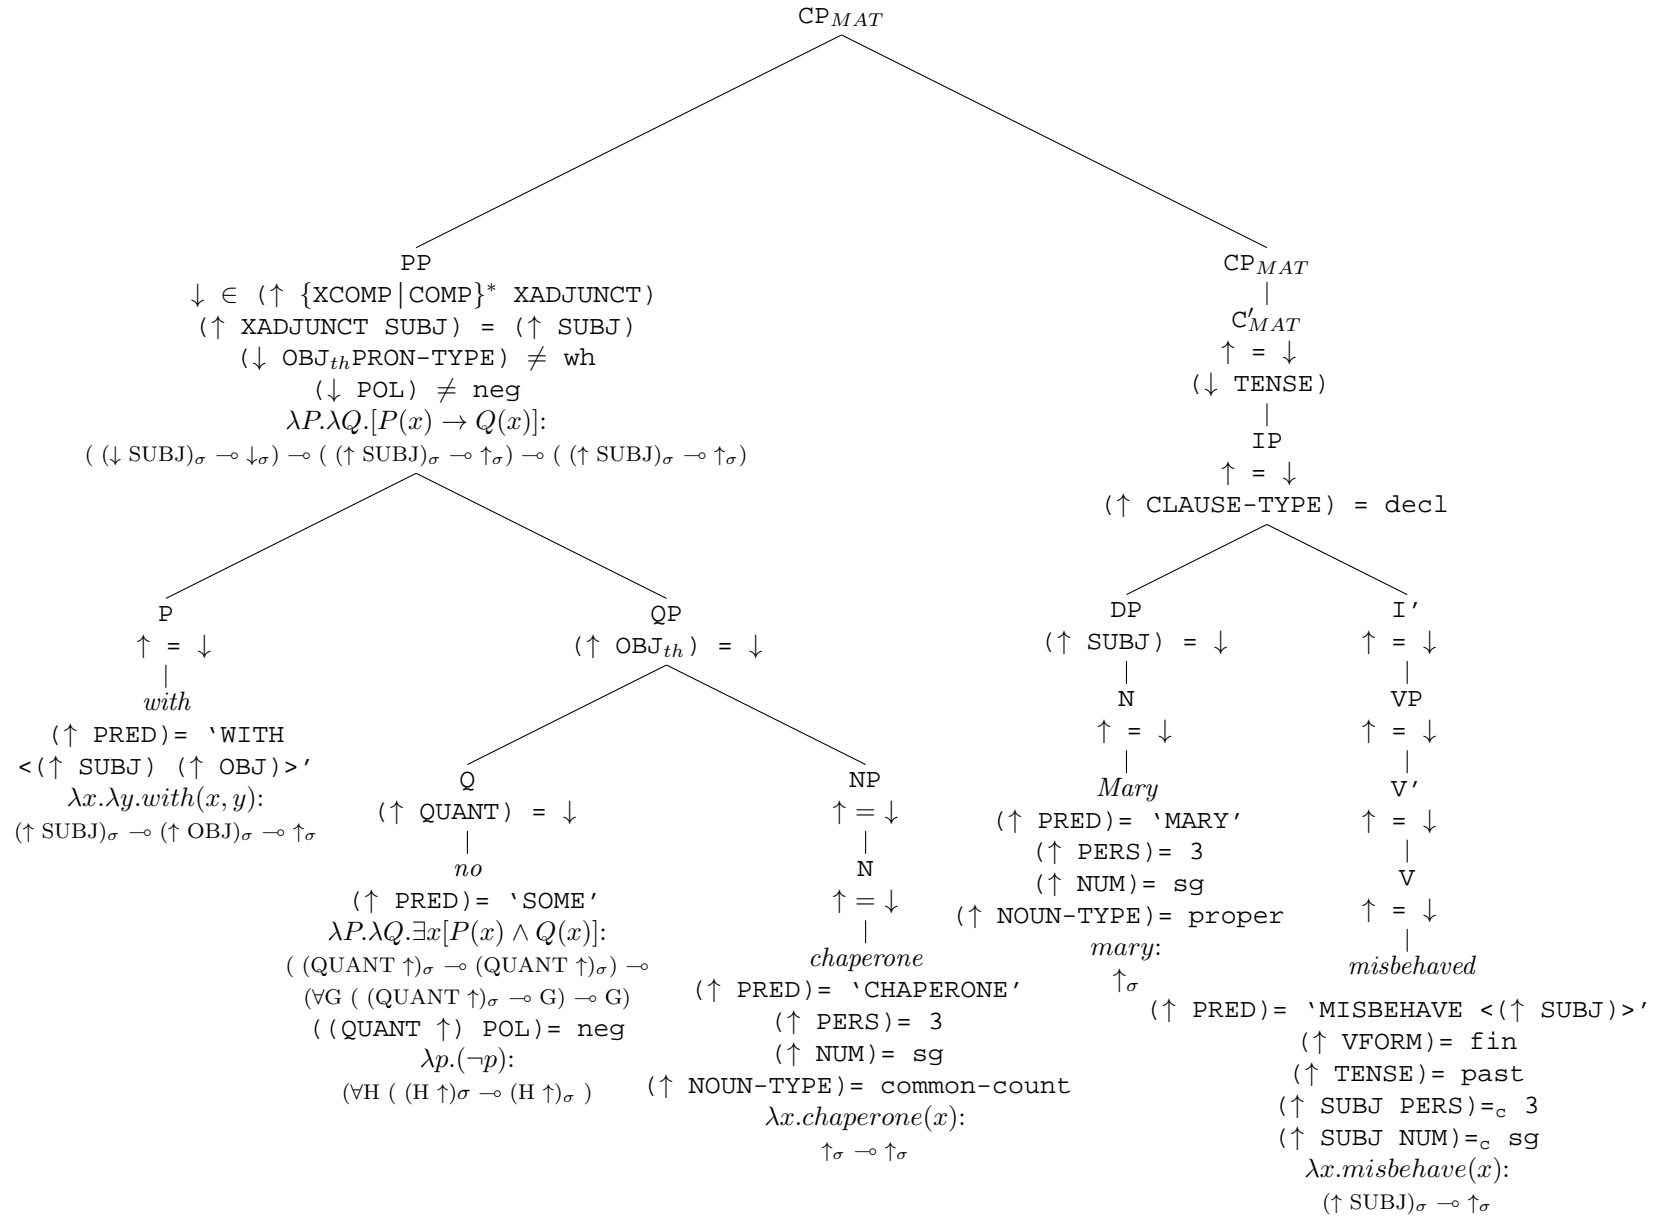 CP_MAT
PP
↓ ∈ (↑ {XCOMP|COMP}* XADJUNCT)
(↑ XADJUNCT SUBJ) = (↑ SUBJ)
(↓ OBJ_thPRON-TYPE) ≠ wh
(↓ POL) ≠ neg
λP.λQ.[P(x) → Q(x)]:
( (↓ SUBJ)_σ ⊸ ↓_σ) ⊸ ( (↑ SUBJ)_σ ⊸ ↑_σ) ⊸ ( (↑ SUBJ)_σ ⊸ ↑_σ)
P
↑ = ↓
with
(↑ PRED)= ‘WITH
<(↑ SUBJ) (↑ OBJ)>’
λx.λy.with(x, y):
(↑ SUBJ)_σ ⊸ (↑ OBJ)_σ ⊸ ↑_σ
QP
(↑ OBJ_th) = ↓
Q
(↑ QUANT) = ↓
no
(↑ PRED)= ‘SOME’
λP.λQ.∃x[P(x) ∧ Q(x)]:
( (QUANT ↑)_σ ⊸ (QUANT ↑)_σ) ⊸
(∀G ( (QUANT ↑)_σ ⊸ G) ⊸ G)
((QUANT ↑) POL)= neg
λp.(¬p):
(∀H ( (H ↑)σ ⊸ (H ↑)_σ )
NP
↑ = ↓
N
↑ = ↓
chaperone
(↑ PRED)= ‘CHAPERONE’
(↑ PERS)= 3
(↑ NUM)= sg
(↑ NOUN-TYPE)= common-count
λx.chaperone(x):
↑_σ ⊸ ↑_σ
CP_MAT
C′_MAT
↑ = ↓
(↓ TENSE)
IP
↑ = ↓
(↑ CLAUSE-TYPE) = decl
DP
(↑ SUBJ) = ↓
N
↑ = ↓
Mary
(↑ PRED)= ‘MARY’
(↑ PERS)= 3
(↑ NUM)= sg
(↑ NOUN-TYPE)= proper
mary:
↑_σ
I’
↑ = ↓
VP
↑ = ↓
V’
↑ = ↓
V
↑ = ↓
misbehaved
(↑ PRED)= ‘MISBEHAVE <(↑ SUBJ)>’
(↑ VFORM)= fin
(↑ TENSE)= past
(↑ SUBJ PERS)=_c 3
(↑ SUBJ NUM)=_c sg
λx.misbehave(x):
(↑ SUBJ)_σ ⊸ ↑_σ